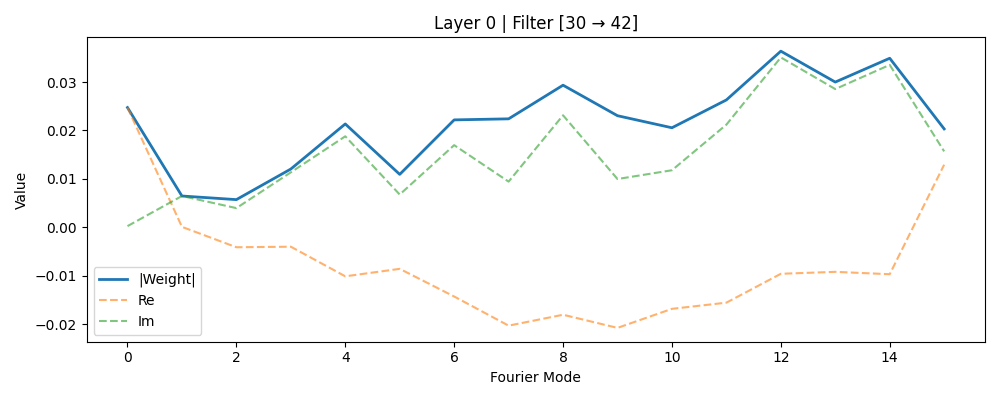 Layer 0 | Filter [30 → 42]
Value
0.03
0.02
0.01
0.00
−0.01
−0.02
|Weight|
Re
Im
0 2 4 6 8 10 12 14
Fourier Mode